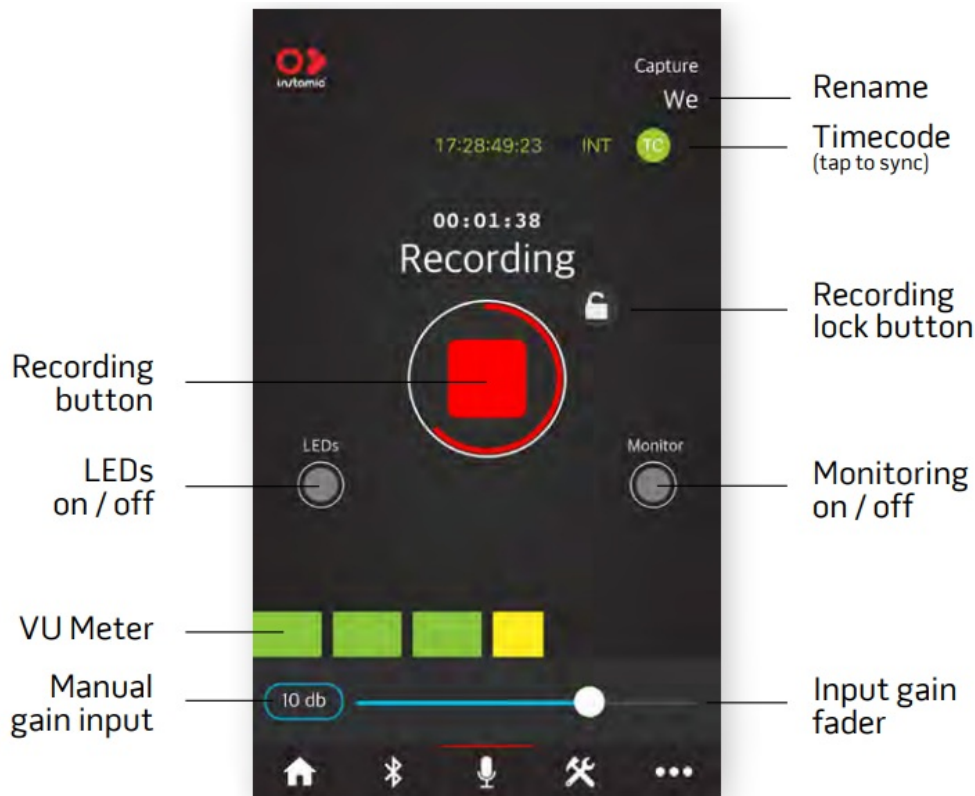 instamic
Capture
We
Rename
17:28:49:23 INT TC
Timecode
(tap to sync)
00:01:38
Recording
Recording
lock button
Recording
button
LEDs
Monitor
LEDs
on / off
Monitoring
on / off
VU Meter
Manual
gain input
10 db
Input gain
fader